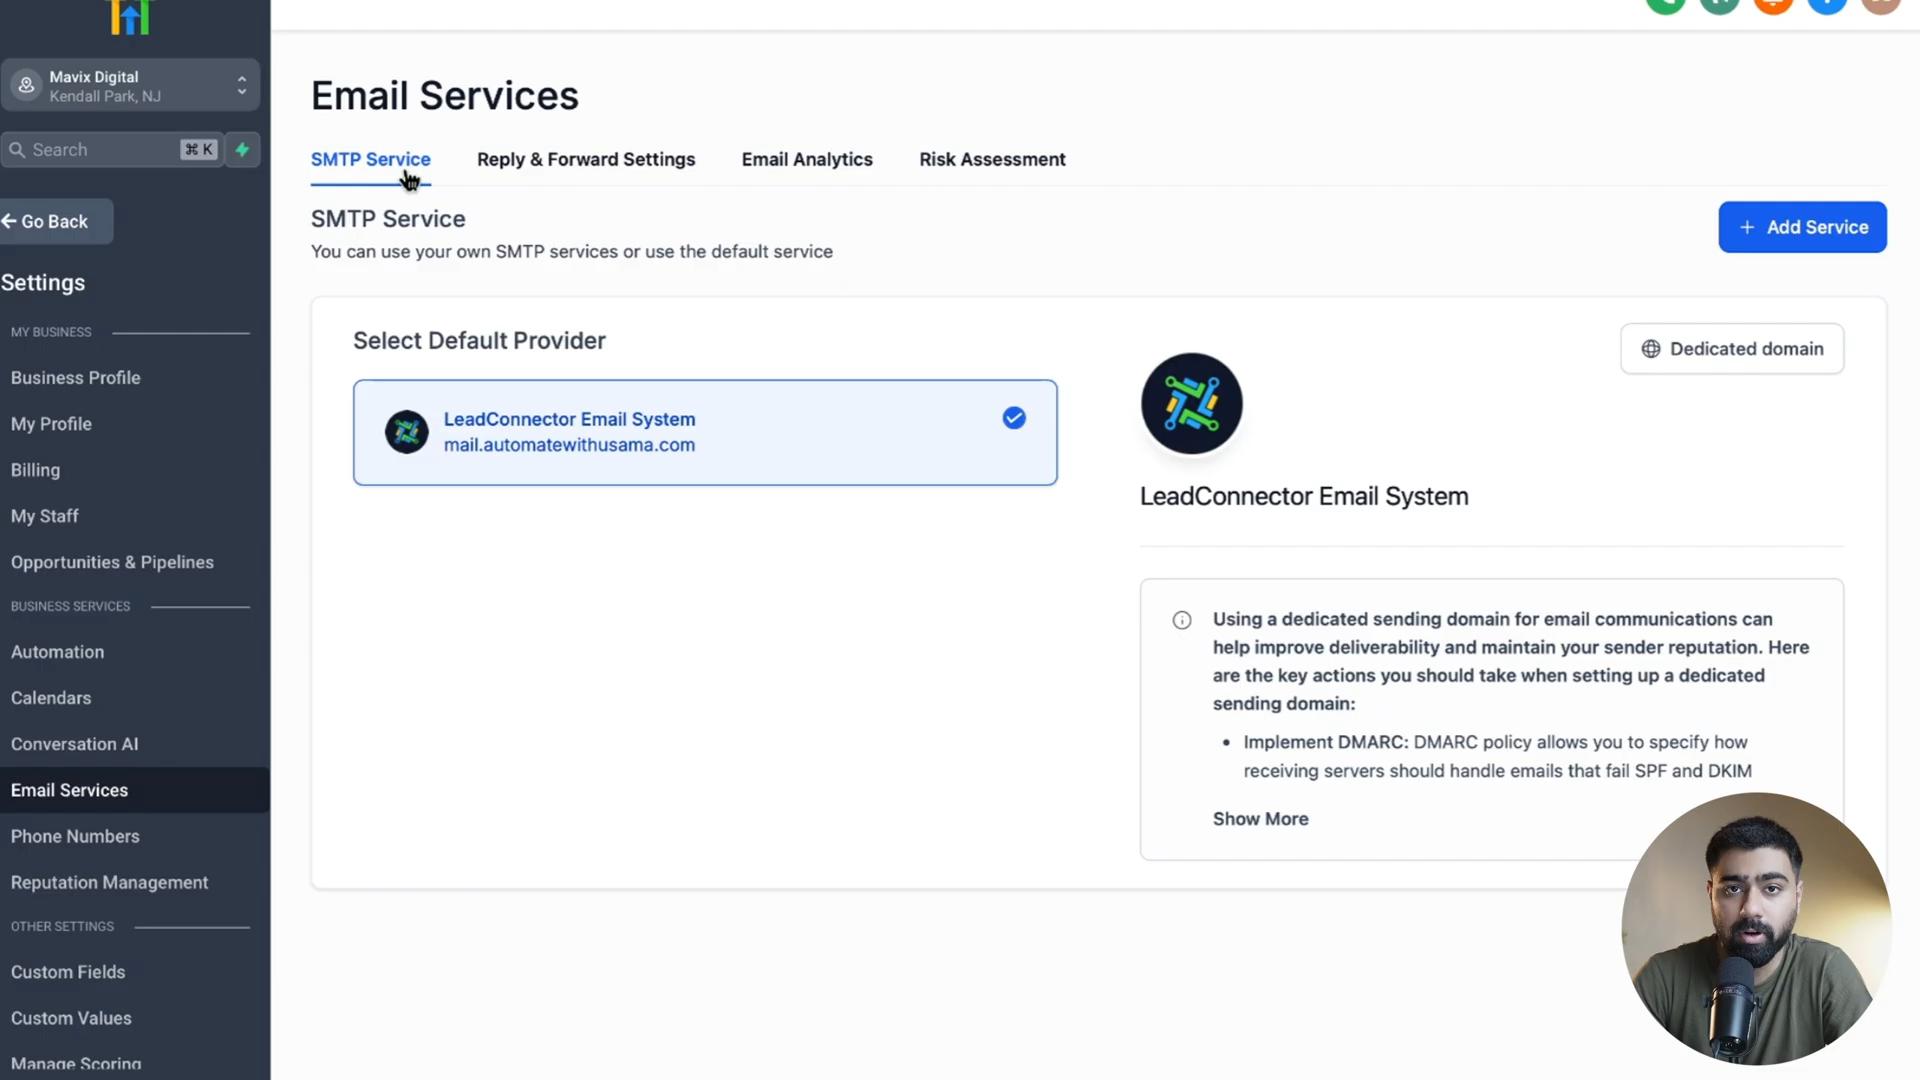 Mavix Digital
Kendall Park, NJ
Search
⌘ K
Go Back
Settings
MY BUSINESS
Business Profile
My Profile
Billing
My Staff
Opportunities & Pipelines
BUSINESS SERVICES
Automation
Calendars
Conversation AI
Email Services
Phone Numbers
Reputation Management
OTHER SETTINGS
Custom Fields
Custom Values
Manage Scoring
Email Services
SMTP Service
Reply & Forward Settings
Email Analytics
Risk Assessment
SMTP Service
You can use your own SMTP services or use the default service
+ Add Service
Select Default Provider
LeadConnector Email System
mail.automatewithusama.com
Dedicated domain
LeadConnector Email System
Using a dedicated sending domain for email communications can
help improve deliverability and maintain your sender reputation. Here
are the key actions you should take when setting up a dedicated
sending domain:
• Implement DMARC: DMARC policy allows you to specify how
receiving servers should handle emails that fail SPF and DKIM
Show More